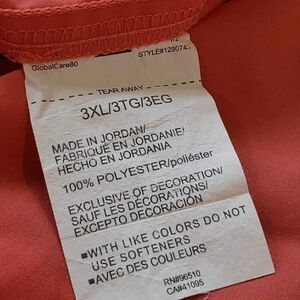 GlobalCare80
STYLE#1290743
TEAR AWAY
3XL/3TG/3EG
MADE IN JORDAN/
FABRIQUÉ EN JORDANIE/
HECHO EN JORDANIA
100% POLYESTER/poliéster
EXCLUSIVE OF DECORATION/
SAUF LES DÉCORATIONS/
EXCEPTO DECORACIÓN
■WITH LIKE COLORS DO NOT
USE SOFTENERS
■AVEC DES COULEURS
RN#96510
CA#41095